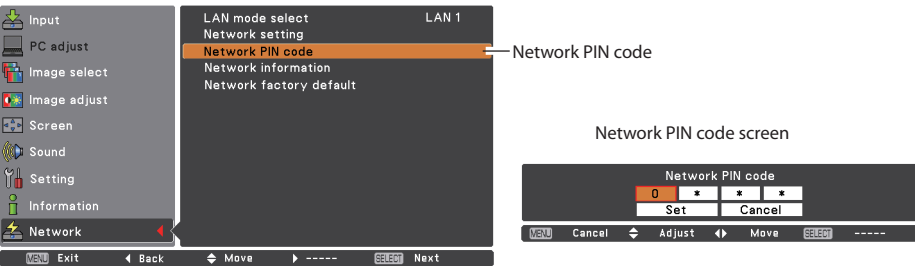 Input
PC adjust
Image select
Image adjust
Screen
Sound
Setting
Information
Network
LAN mode select LAN 1
Network setting
Network PIN code
Network information
Network factory default
MENU Exit Back Move ----- SELECT Next
Network PIN code
Network PIN code screen
Network PIN code
0 * * *
Set Cancel
MENU Cancel Adjust Move SELECT -----